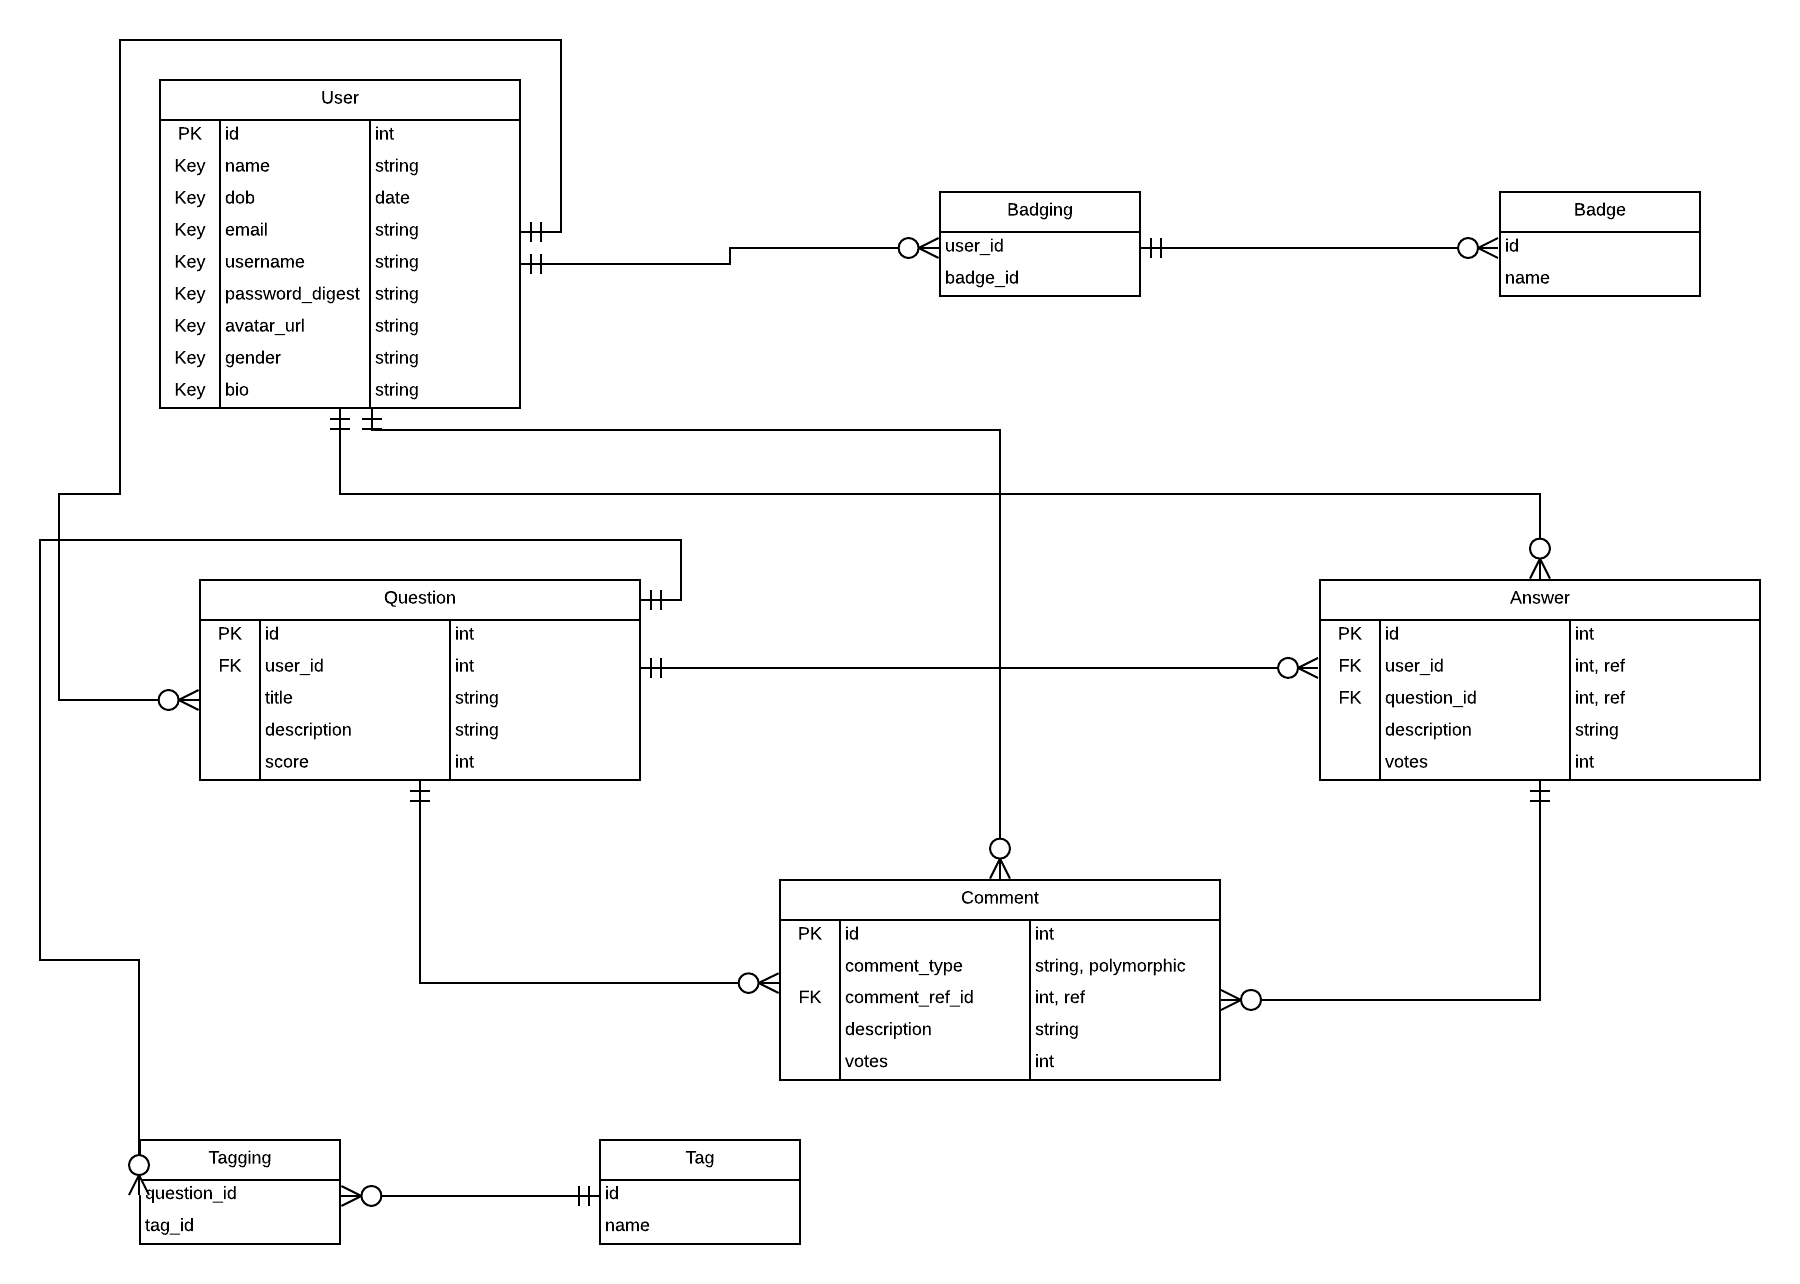 User
PK id int
Key name string
Key dob date
Key email string
Key username string
Key password_digest string
Key avatar_url string
Key gender string
Key bio string
Badging
user_id
badge_id
Badge
id
name
Question
PK id int
FK user_id int
title string
description string
score int
Answer
PK id int
FK user_id int, ref
FK question_id int, ref
description string
votes int
Comment
PK id int
comment_type string, polymorphic
FK comment_ref_id int, ref
description string
votes int
Tagging
question_id
tag_id
Tag
id
name